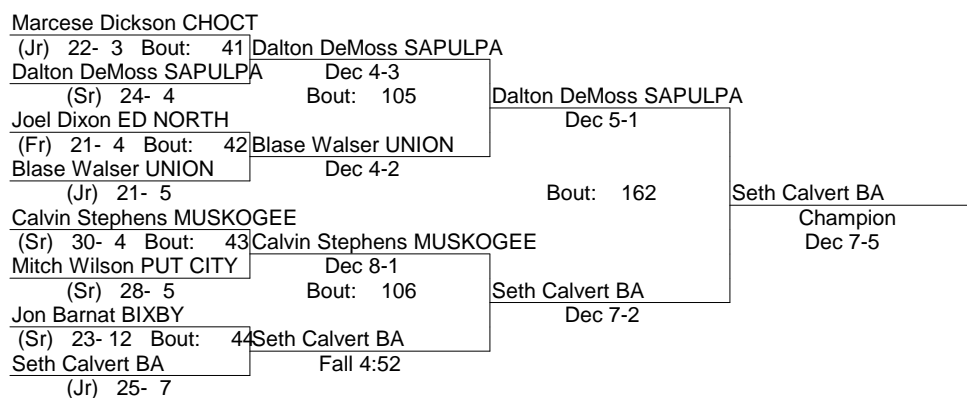 Marcese Dickson CHOCT
(Jr) 22- 3 Bout: 41 Dalton DeMoss SAPULPA
Dalton DeMoss SAPULPA Dec 4-3
(Sr) 24- 4 Bout: 105 Dalton DeMoss SAPULPA
Joel Dixon ED NORTH Dec 5-1
(Fr) 21- 4 Bout: 42 Blase Walser UNION
Blase Walser UNION Dec 4-2
(Jr) 21- 5 Bout: 162 Seth Calvert BA
Calvin Stephens MUSKOGEE Champion
(Sr) 30- 4 Bout: 43 Calvin Stephens MUSKOGEE Dec 7-5
Mitch Wilson PUT CITY Dec 8-1
(Sr) 28- 5 Bout: 106 Seth Calvert BA
Jon Barnat BIXBY Dec 7-2
(Sr) 23- 12 Bout: 44 Seth Calvert BA
Seth Calvert BA Fall 4:52
(Jr) 25- 7